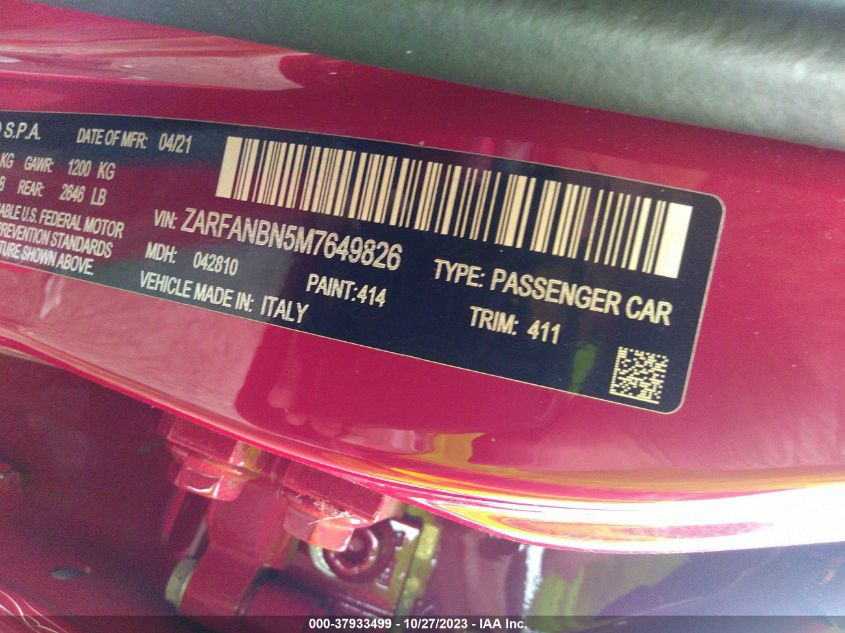 S.P.A. DATE OF MFR: 04/21
KG GAWR: 1200 KG
REAR: 2646 LB
U.S. FEDERAL MOTOR
PREVENTION STANDARDS
SHOWN ABOVE.
VIN: ZARFANBN5M7649826
MDH: 042810
PAINT:414
VEHICLE MADE IN: ITALY
TYPE: PASSENGER CAR
TRIM: 411
000-37933499 - 10/27/2023 - IAA Inc.